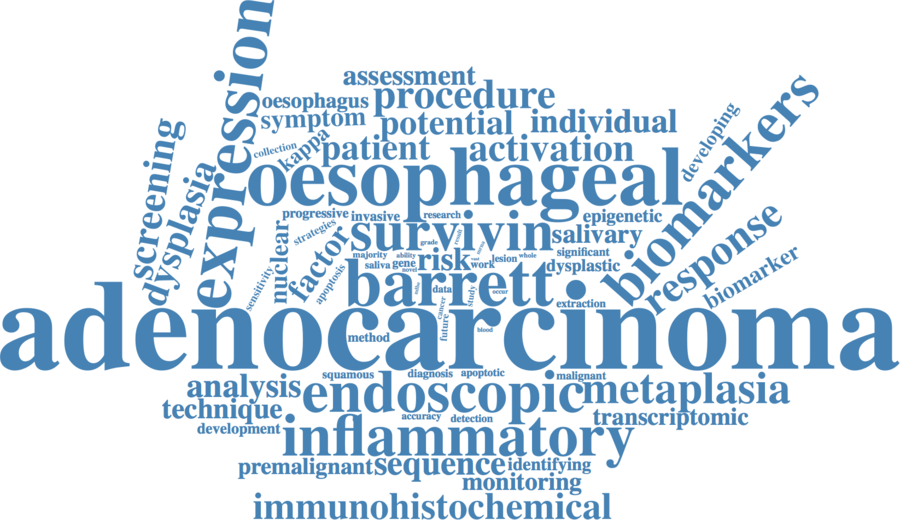 expression
assessment
oesophagus
procedure
symptom
potential
individual
screening
dysplasia
collection
kappa
patient
activation
developing
biomarkers
oesophageal
progressive
invasive
research
epigenetic
strategies
nuclear
factor
survivin
salivary
response
biomarker
grade
result
majority
ability
saliva
gene
novel
risk
work
lesion
whole
significant
dysplastic
sensitivity
apoptosis
barrett
data
study
occur
cancer
extraction
adenocarcinoma
future
blood
method
squamous
diagnosis
apoptotic
malignant
analysis
endoscopic
metaplasia
technique
accuracy
detection
transcriptomic
development
inflammatory
premalignant
sequence
identifying
monitoring
immunohistochemical